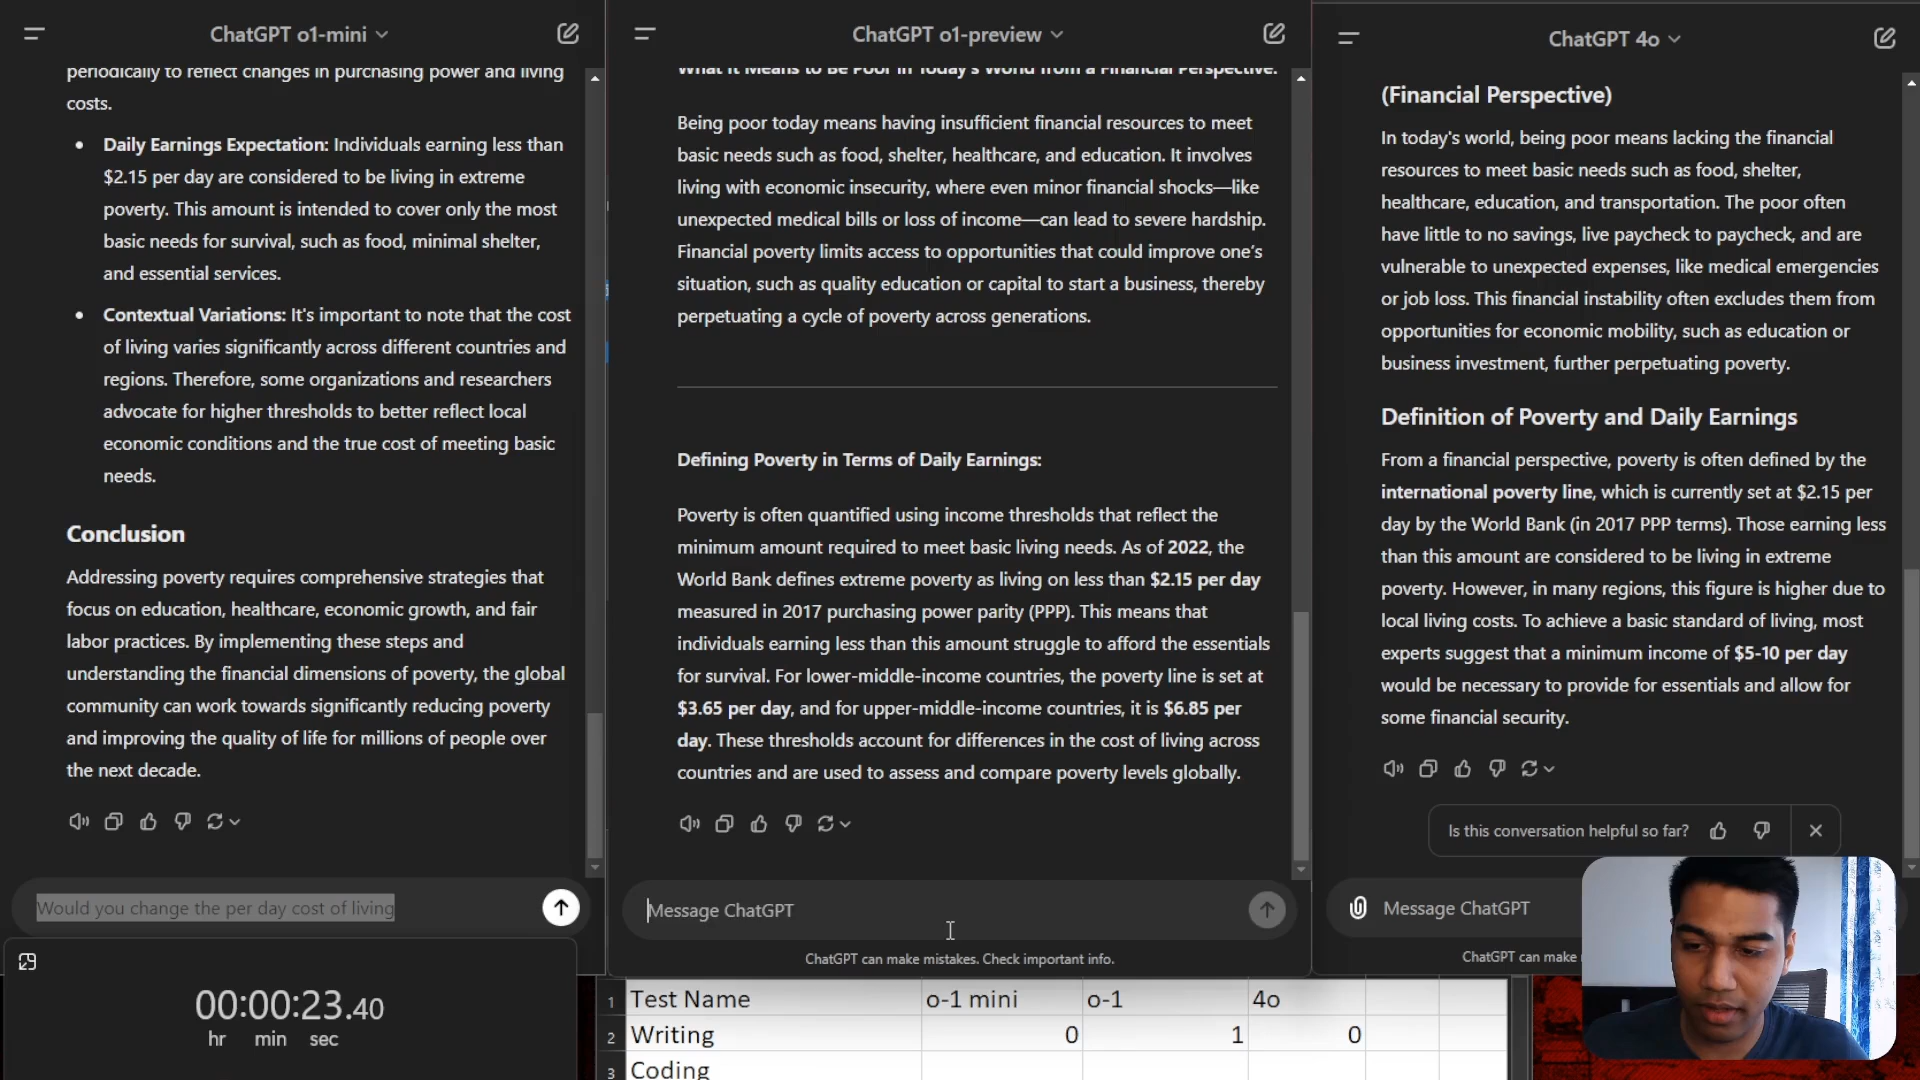 ChatGPT o1-mini
periodically to reflect changes in purchasing power and living
costs.
Daily Earnings Expectation: Individuals earning less than
$2.15 per day are considered to be living in extreme
poverty. This amount is intended to cover only the most
basic needs for survival, such as food, minimal shelter,
and essential services.
Contextual Variations: It's important to note that the cost
of living varies significantly across different countries and
regions. Therefore, some organizations and researchers
advocate for higher thresholds to better reflect local
economic conditions and the true cost of meeting basic
needs.
Conclusion
Addressing poverty requires comprehensive strategies that
focus on education, healthcare, economic growth, and fair
labor practices. By implementing these steps and
understanding the financial dimensions of poverty, the global
community can work towards significantly reducing poverty
and improving the quality of life for millions of people over
the next decade.
Would you change the per day cost of living
00:00:23.40
hr min sec
ChatGPT o1-preview
What It Means to Be Poor in Today's World from a Financial Perspective:
Being poor today means having insufficient financial resources to meet
basic needs such as food, shelter, healthcare, and education. It involves
living with economic insecurity, where even minor financial shocks—like
unexpected medical bills or loss of income—can lead to severe hardship.
Financial poverty limits access to opportunities that could improve one's
situation, such as quality education or capital to start a business, thereby
perpetuating a cycle of poverty across generations.
Defining Poverty in Terms of Daily Earnings:
Poverty is often quantified using income thresholds that reflect the
minimum amount required to meet basic living needs. As of 2022, the
World Bank defines extreme poverty as living on less than $2.15 per day
measured in 2017 purchasing power parity (PPP). This means that
individuals earning less than this amount struggle to afford the essentials
for survival. For lower-middle-income countries, the poverty line is set at
$3.65 per day, and for upper-middle-income countries, it is $6.85 per
day. These thresholds account for differences in the cost of living across
countries and are used to assess and compare poverty levels globally.
Message ChatGPT
ChatGPT can make mistakes. Check important info.
ChatGPT 4o
(Financial Perspective)
In today's world, being poor means lacking the financial
resources to meet basic needs such as food, shelter,
healthcare, education, and transportation. The poor often
have little to no savings, live paycheck to paycheck, and are
vulnerable to unexpected expenses, like medical emergencies
or job loss. This financial instability often excludes them from
opportunities for economic mobility, such as education or
business investment, further perpetuating poverty.
Definition of Poverty and Daily Earnings
From a financial perspective, poverty is often defined by the
international poverty line, which is currently set at $2.15 per
day by the World Bank (in 2017 PPP terms). Those earning less
than this amount are considered to be living in extreme
poverty. However, in many regions, this figure is higher due to
local living costs. To achieve a basic standard of living, most
experts suggest that a minimum income of $5-10 per day
would be necessary to provide for essentials and allow for
some financial security.
Is this conversation helpful so far?
Message ChatGPT
ChatGPT can make
1 Test Name o-1 mini o-1 4o
2 Writing 0 1 0
3 Coding